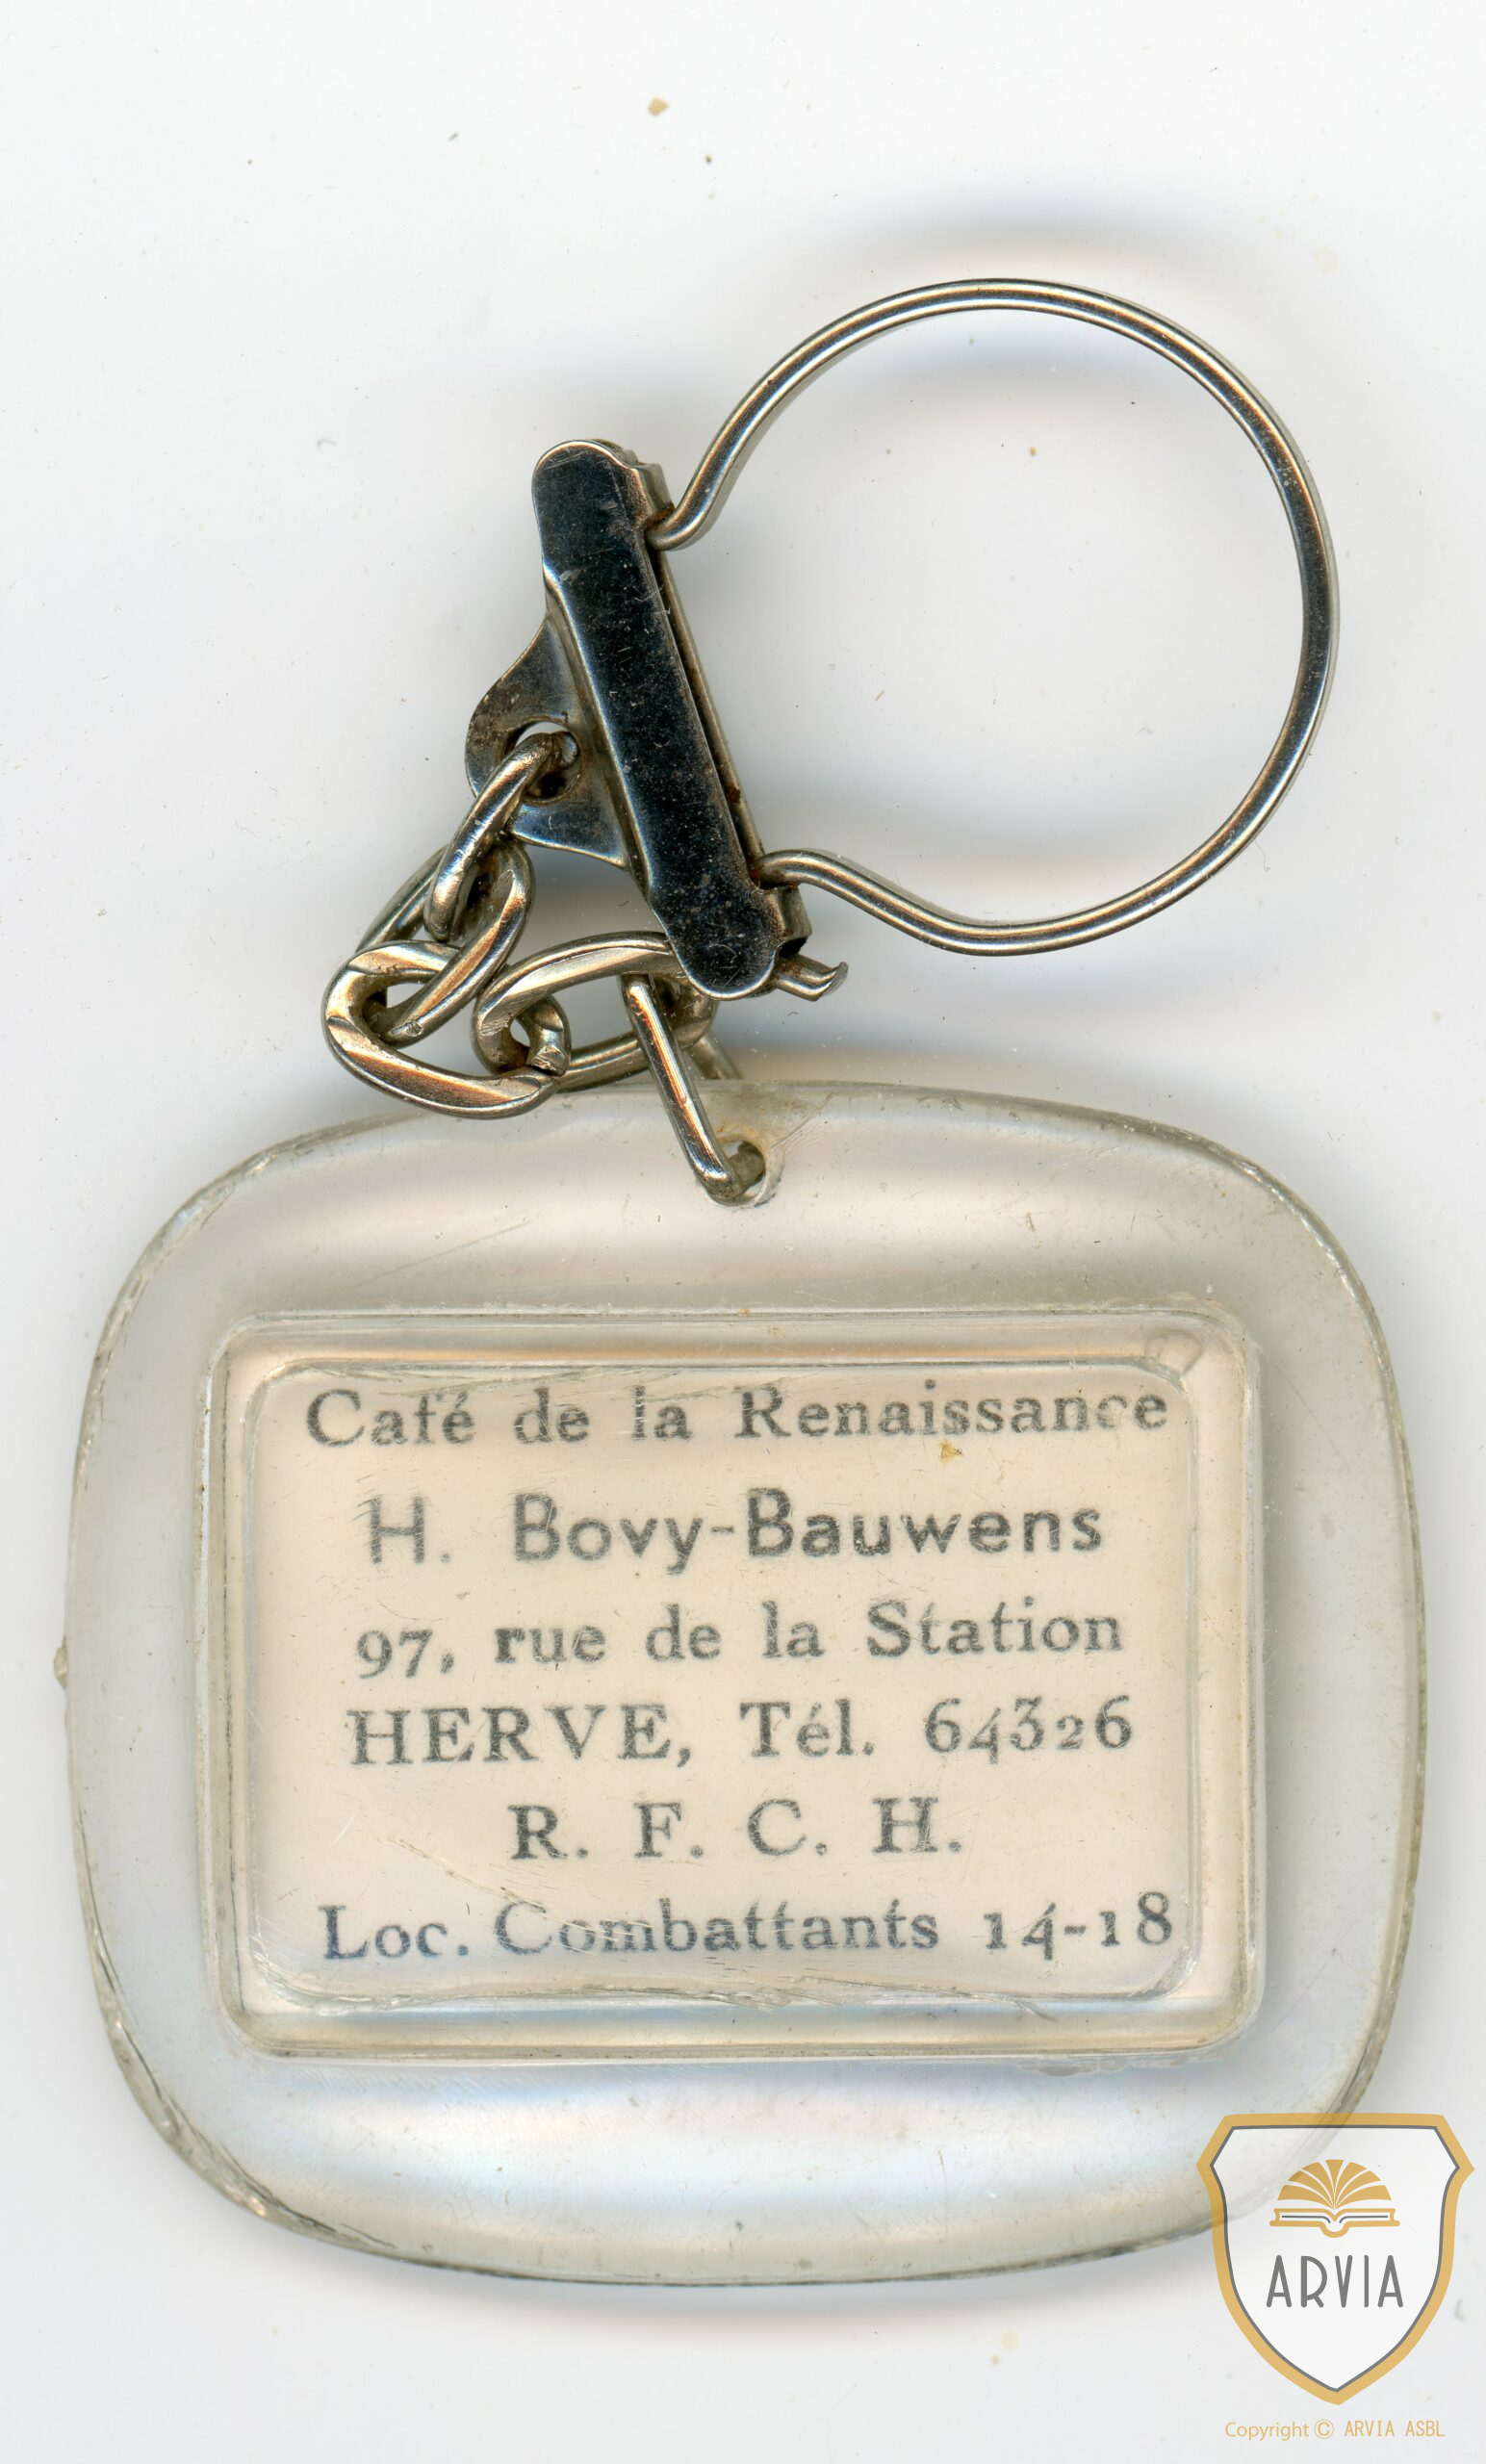 Café de la Renaissance
H. Bovy-Bauwens
97, rue de la Station
HERVE, Tél. 64326
R. F. C. H.
Loc. Combattants 14-18
ARVIA
Copyright © ARVIA ASBL